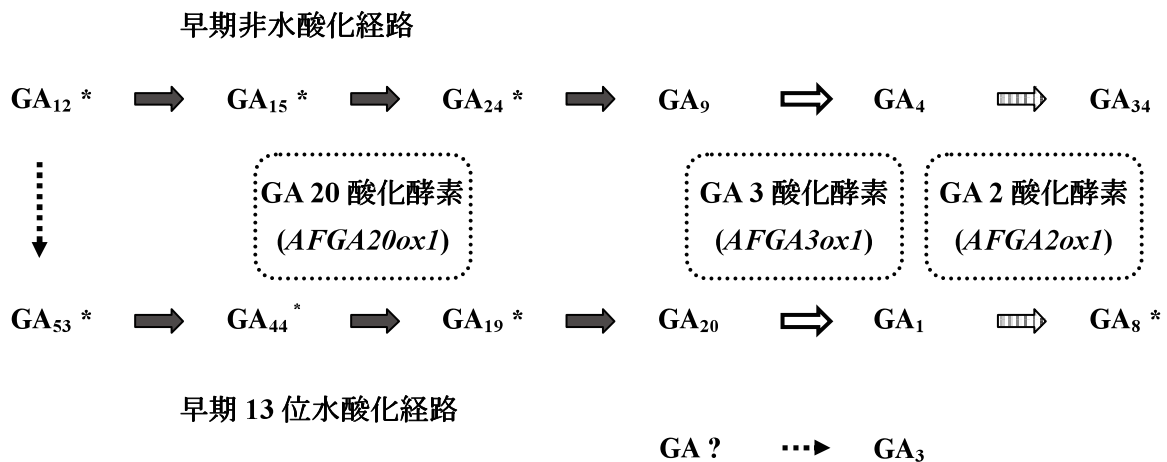 早期非水酸化経路
GA12 * GA15 * GA24 * GA9 GA4 GA34
GA 20 酸化酵素 GA 3 酸化酵素 GA 2 酸化酵素
(AFGA20ox1) (AFGA3ox1) (AFGA2ox1)
GA53 * GA44 * GA19 * GA20 GA1 GA8 *
早期 13 位水酸化経路
GA ? GA3